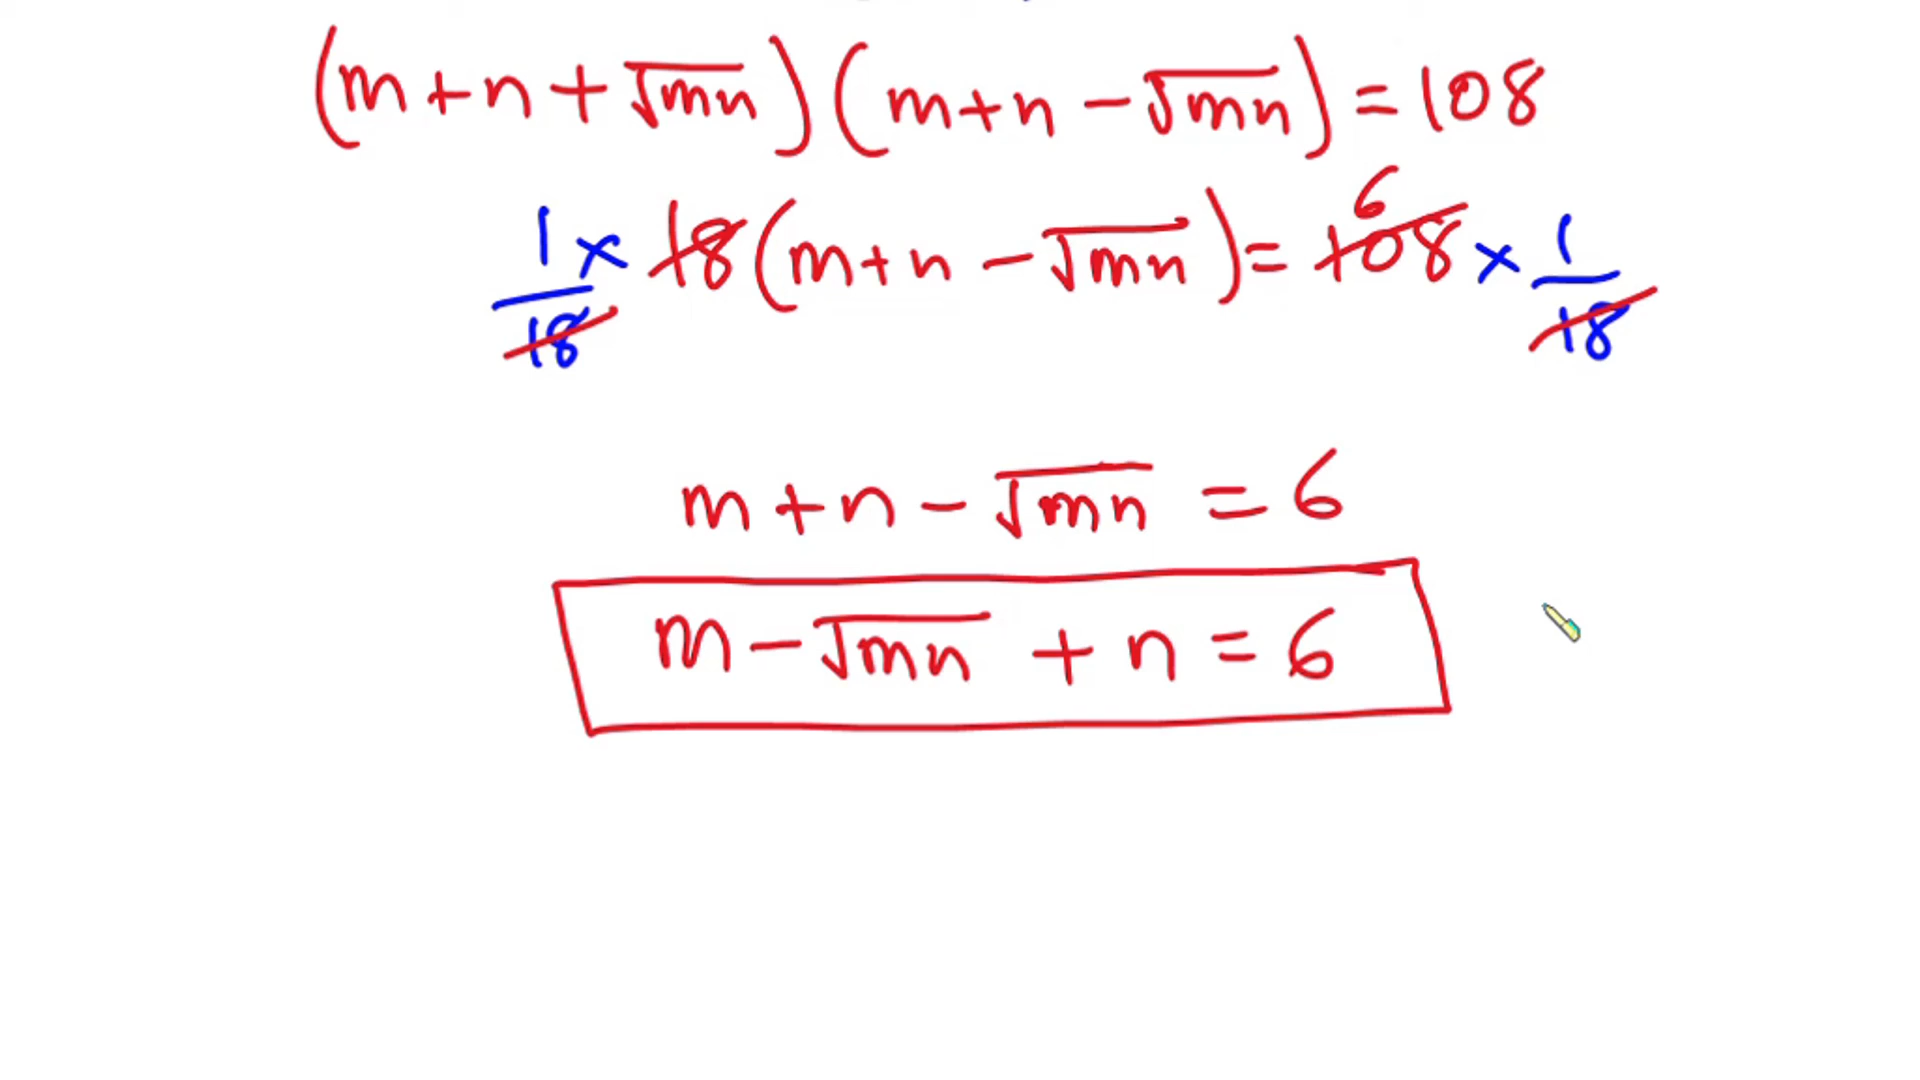 (m+n+√mn)(m+n-√mn)=108
1/18 × 18(m+n-√mn)= 108 6 × 1/18
m+n-√mn = 6
m-√mn + n = 6